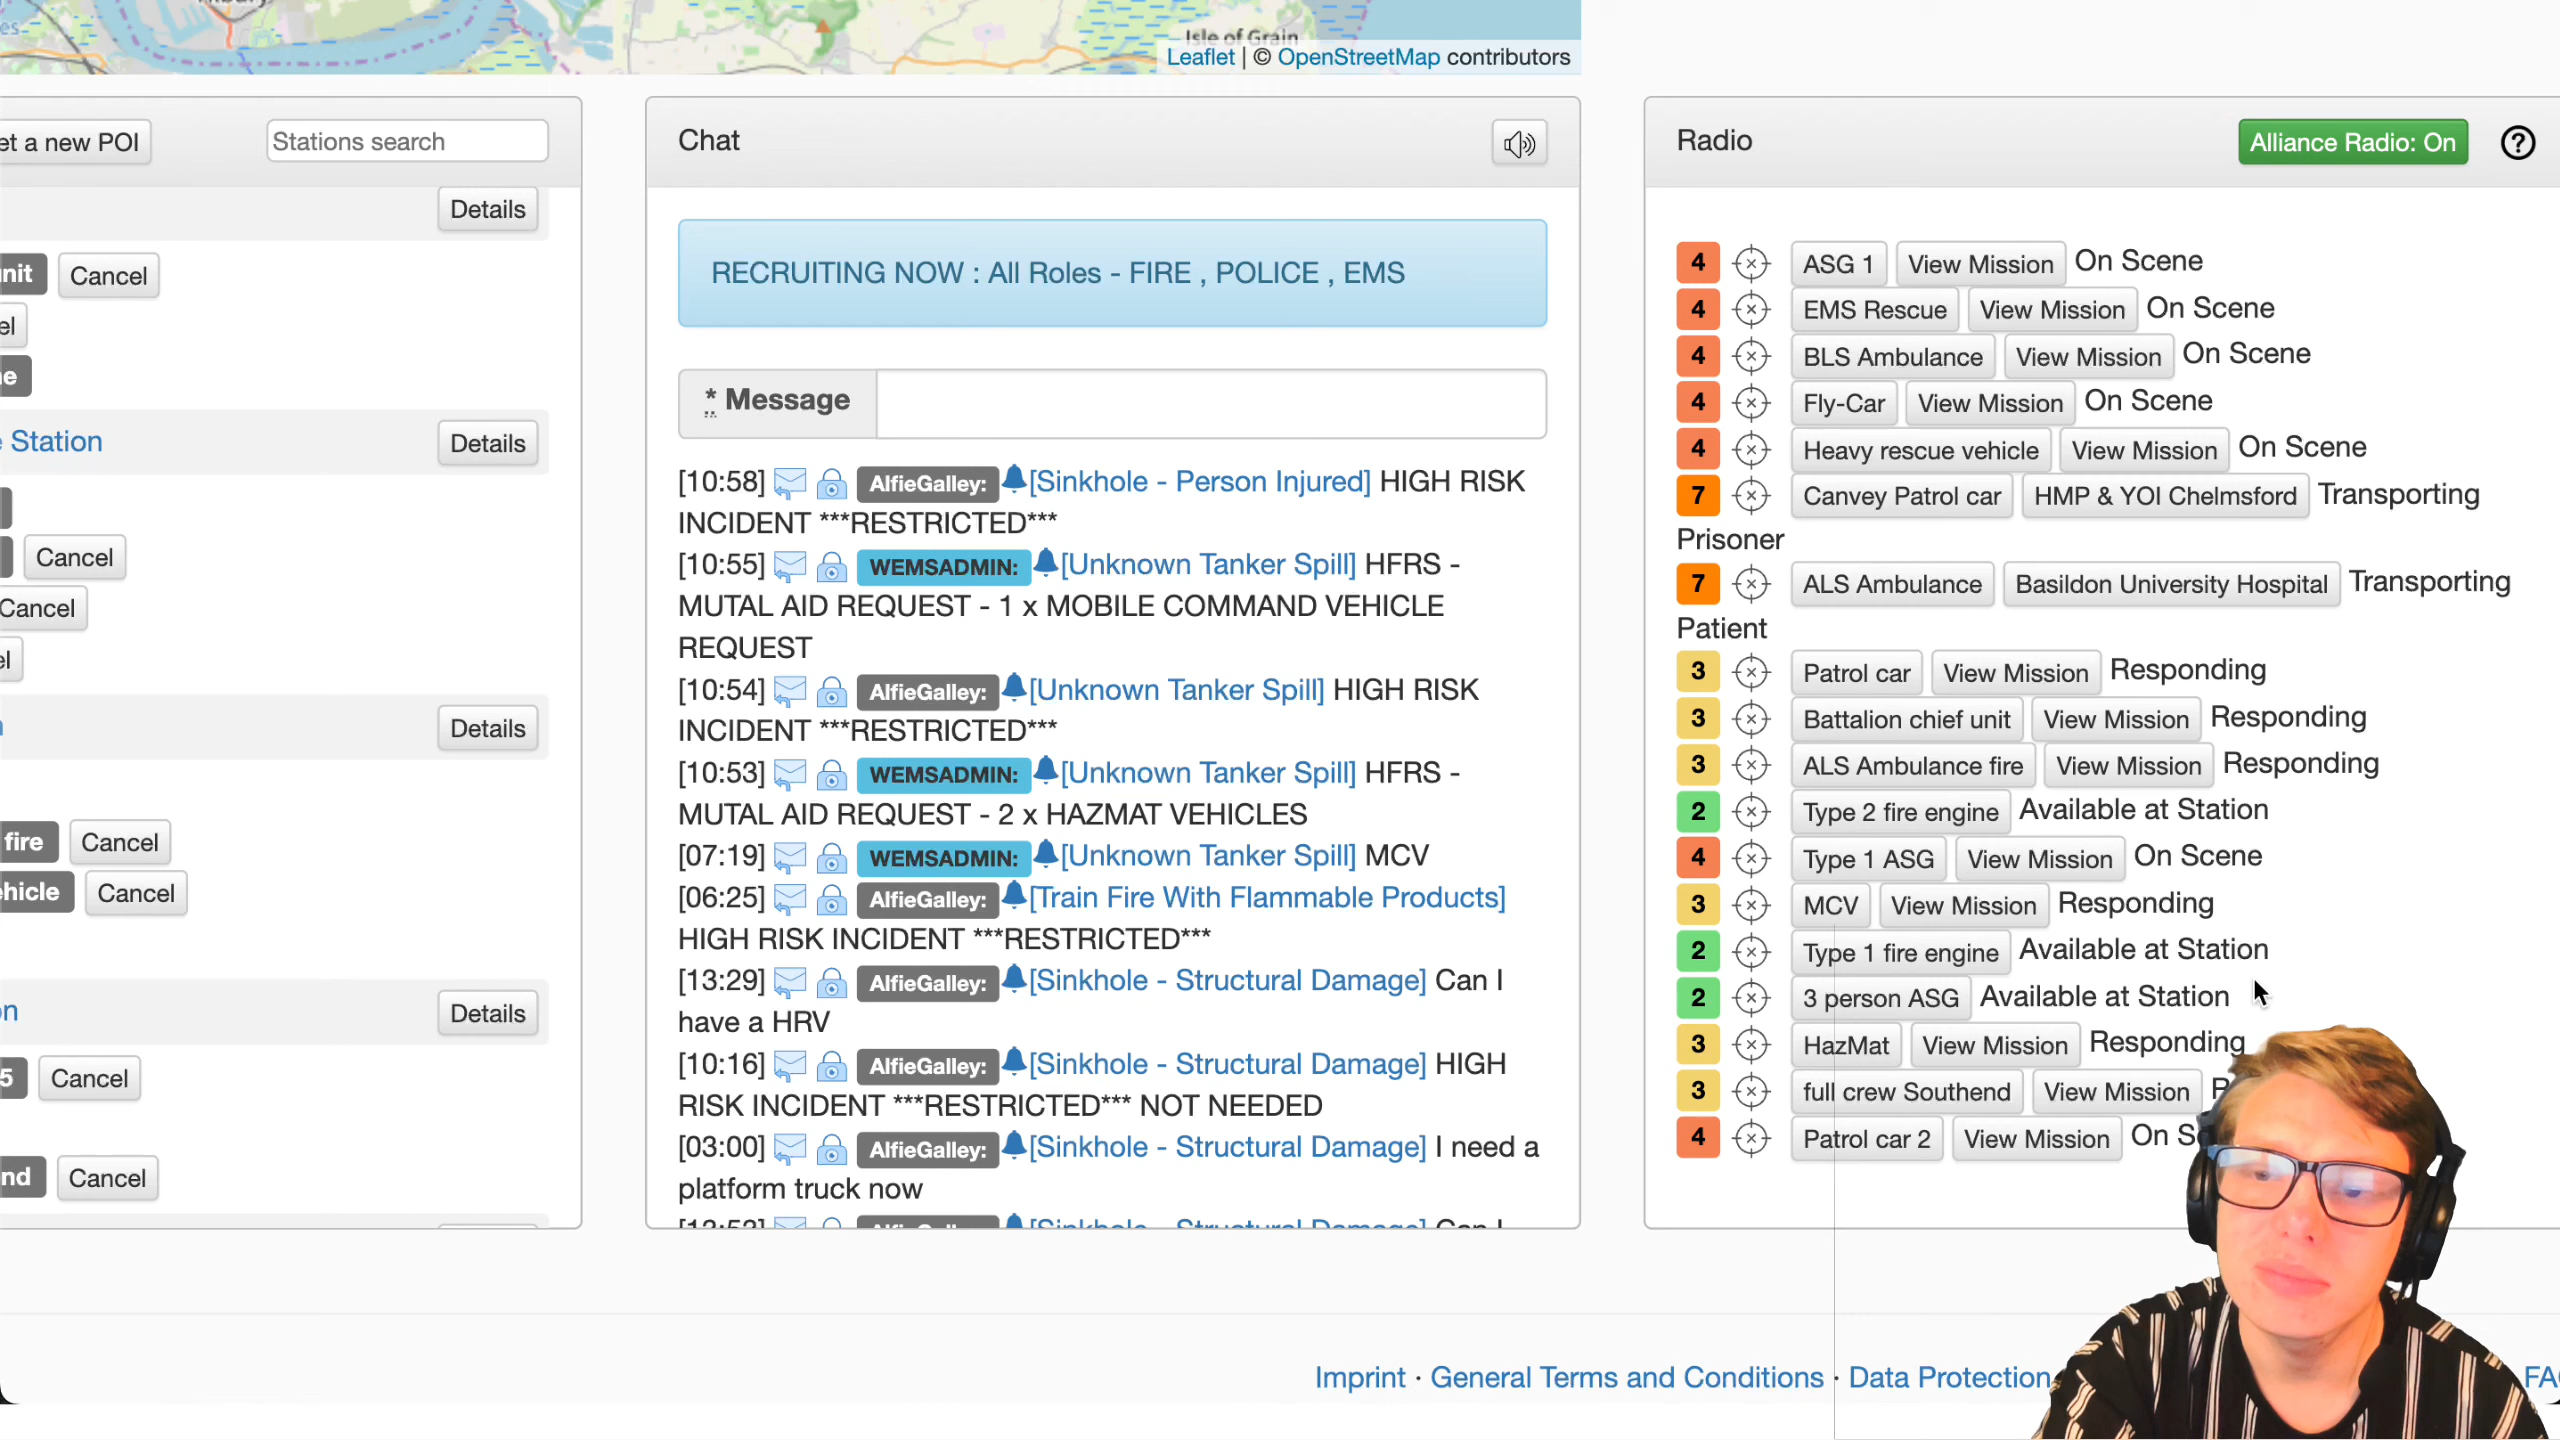 Isle of Grain
Leaflet | © OpenStreetMap contributors
et a new POI
Stations search
Details
nit Cancel
el
e Station Details
Cancel
Cancel
el
Details
fire Cancel
ehicle Cancel
on Details
5 Cancel
nd Cancel
Chat
RECRUITING NOW : All Roles - FIRE , POLICE , EMS
* Message
[10:58] AlfieGalley: [Sinkhole - Person Injured] HIGH RISK
INCIDENT ***RESTRICTED***
[10:55] WEMSADMIN: [Unknown Tanker Spill] HFRS -
MUTAL AID REQUEST - 1 x MOBILE COMMAND VEHICLE
REQUEST
[10:54] AlfieGalley: [Unknown Tanker Spill] HIGH RISK
INCIDENT ***RESTRICTED***
[10:53] WEMSADMIN: [Unknown Tanker Spill] HFRS -
MUTAL AID REQUEST - 2 x HAZMAT VEHICLES
[07:19] WEMSADMIN: [Unknown Tanker Spill] MCV
[06:25] AlfieGalley: [Train Fire With Flammable Products]
HIGH RISK INCIDENT ***RESTRICTED***
[13:29] AlfieGalley: [Sinkhole - Structural Damage] Can I
have a HRV
[10:16] AlfieGalley: [Sinkhole - Structural Damage] HIGH
RISK INCIDENT ***RESTRICTED*** NOT NEEDED
[03:00] AlfieGalley: [Sinkhole - Structural Damage] I need a
platform truck now
AlfieGalley: [Sinkhole - Structural Damage] Can I
Radio
Alliance Radio: On
4 ASG 1 View Mission On Scene
4 EMS Rescue View Mission On Scene
4 BLS Ambulance View Mission On Scene
4 Fly-Car View Mission On Scene
4 Heavy rescue vehicle View Mission On Scene
7 Canvey Patrol car HMP & YOI Chelmsford Transporting
Prisoner
7 ALS Ambulance Basildon University Hospital Transporting
Patient
3 Patrol car View Mission Responding
3 Battalion chief unit View Mission Responding
3 ALS Ambulance fire View Mission Responding
2 Type 2 fire engine Available at Station
4 Type 1 ASG View Mission On Scene
3 MCV View Mission Responding
2 Type 1 fire engine Available at Station
2 3 person ASG Available at Station
3 HazMat View Mission Responding
3 full crew Southend View Mission
4 Patrol car 2 View Mission On
Imprint · General Terms and Conditions · Data Protection
FA